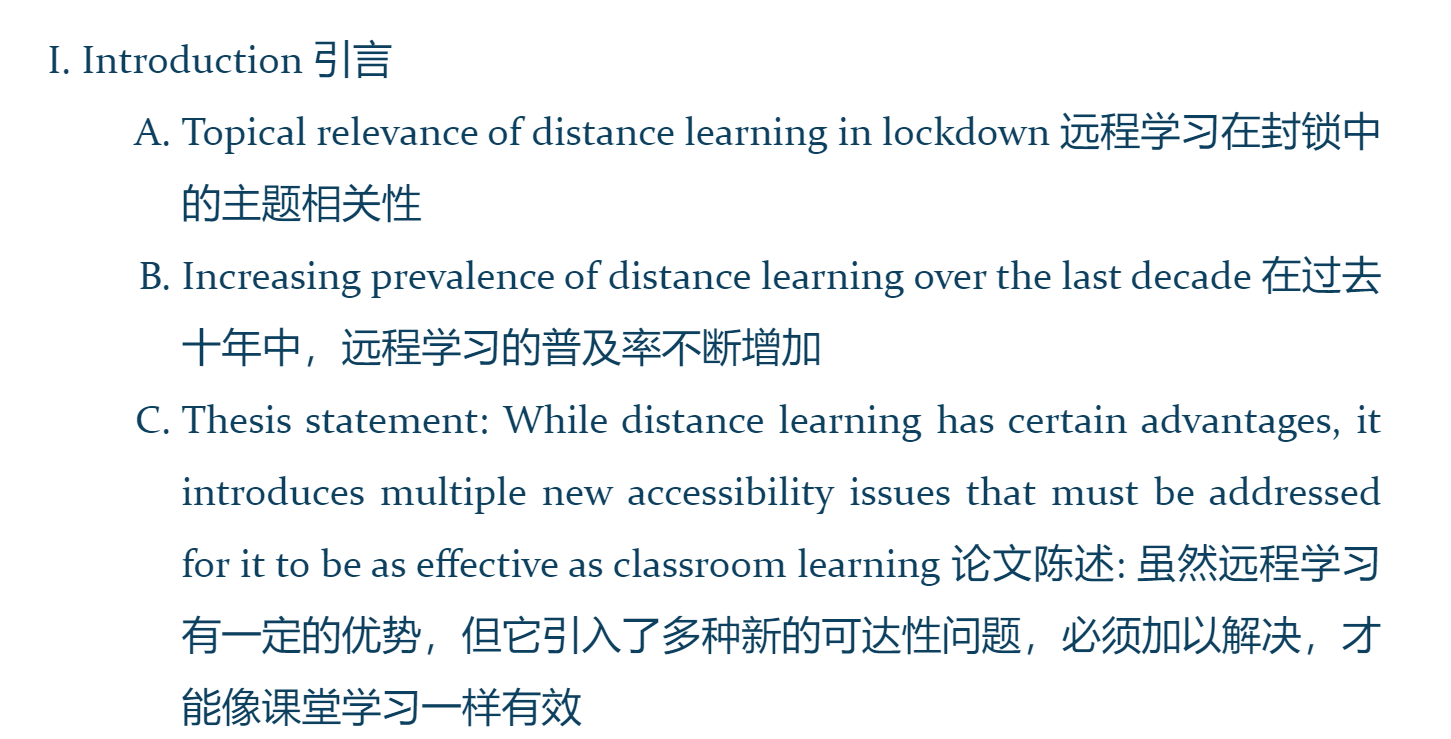 I. Introduction 引言
A. Topical relevance of distance learning in lockdown 远程学习在封锁中
的主题相关性
B. Increasing prevalence of distance learning over the last decade 在过去
十年中，远程学习的普及率不断增加
C. Thesis statement: While distance learning has certain advantages, it
introduces multiple new accessibility issues that must be addressed
for it to be as effective as classroom learning 论文陈述: 虽然远程学习
有一定的优势，但它引入了多种新的可达性问题，必须加以解决，才
能像课堂学习一样有效